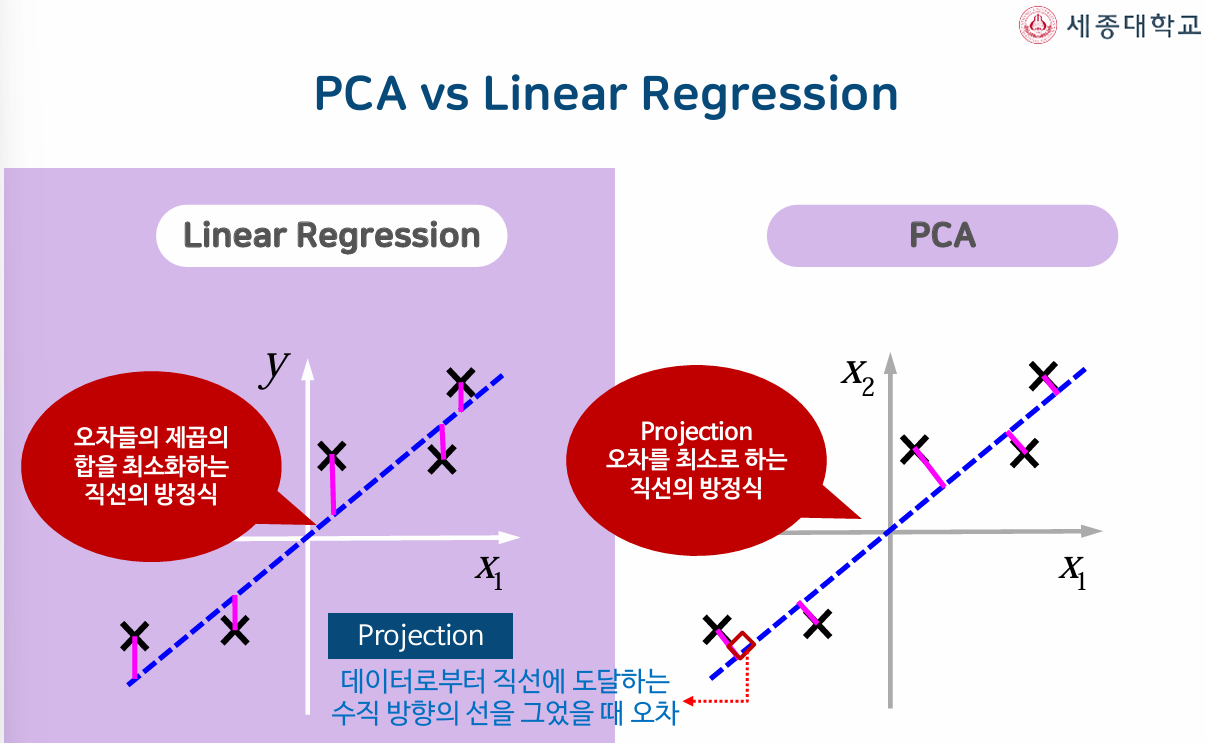 세종대학교
PCA vs Linear Regression
Linear Regression
y
오차들의 제곱의
합을 최소화하는
직선의 방정식
x1
Projection
데이터로부터 직선에 도달하는
수직 방향의 선을 그었을 때 오차
PCA
x2
Projection
오차를 최소로 하는
직선의 방정식
x1